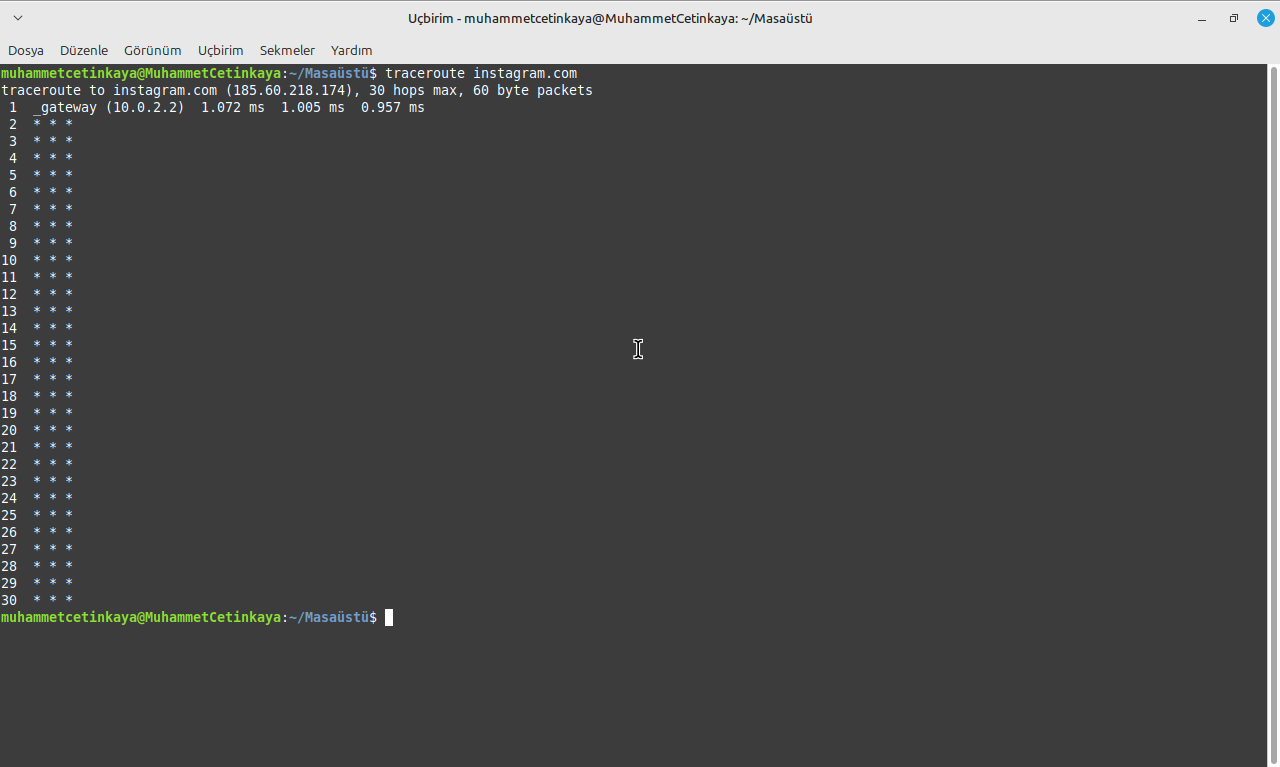 Uçbirim - muhammetcetinkaya@MuhammetCetinkaya: ~/Masaüstü
Dosya Düzenle Görünüm Uçbirim Sekmeler Yardım
muhammetcetinkaya@MuhammetCetinkaya:~/Masaüstü$ traceroute instagram.com
traceroute to instagram.com (185.60.218.174), 30 hops max, 60 byte packets
 1  _gateway (10.0.2.2)  1.072 ms  1.005 ms  0.957 ms
 2  * * *
 3  * * *
 4  * * *
 5  * * *
 6  * * *
 7  * * *
 8  * * *
 9  * * *
10  * * *
11  * * *
12  * * *
13  * * *
14  * * *
15  * * *
16  * * *
17  * * *
18  * * *
19  * * *
20  * * *
21  * * *
22  * * *
23  * * *
24  * * *
25  * * *
26  * * *
27  * * *
28  * * *
29  * * *
30  * * *
muhammetcetinkaya@MuhammetCetinkaya:~/Masaüstü$